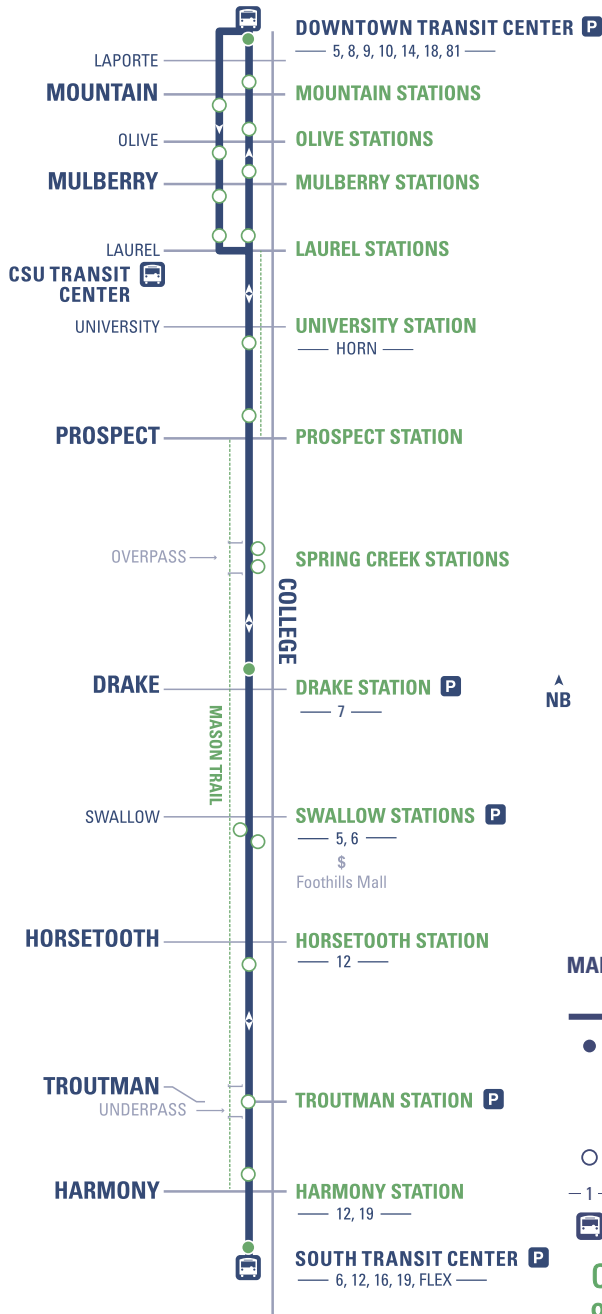 DOWNTOWN TRANSIT CENTER P
5, 8, 9, 10, 14, 18, 81
LAPORTE
MOUNTAIN
MOUNTAIN STATIONS
OLIVE
OLIVE STATIONS
MULBERRY
MULBERRY STATIONS
LAUREL
LAUREL STATIONS
CSU TRANSIT
CENTER
UNIVERSITY
UNIVERSITY STATION
HORN
PROSPECT
PROSPECT STATION
OVERPASS
SPRING CREEK STATIONS
COLLEGE
DRAKE
DRAKE STATION P
7
NB
MASON TRAIL
SWALLOW
SWALLOW STATIONS P
5, 6
$
Foothills Mall
HORSETOOTH
HORSETOOTH STATION
12
TROUTMAN
UNDERPASS
TROUTMAN STATION P
HARMONY
HARMONY STATION
12, 19
1
SOUTH TRANSIT CENTER P
6, 12, 16, 19, FLEX